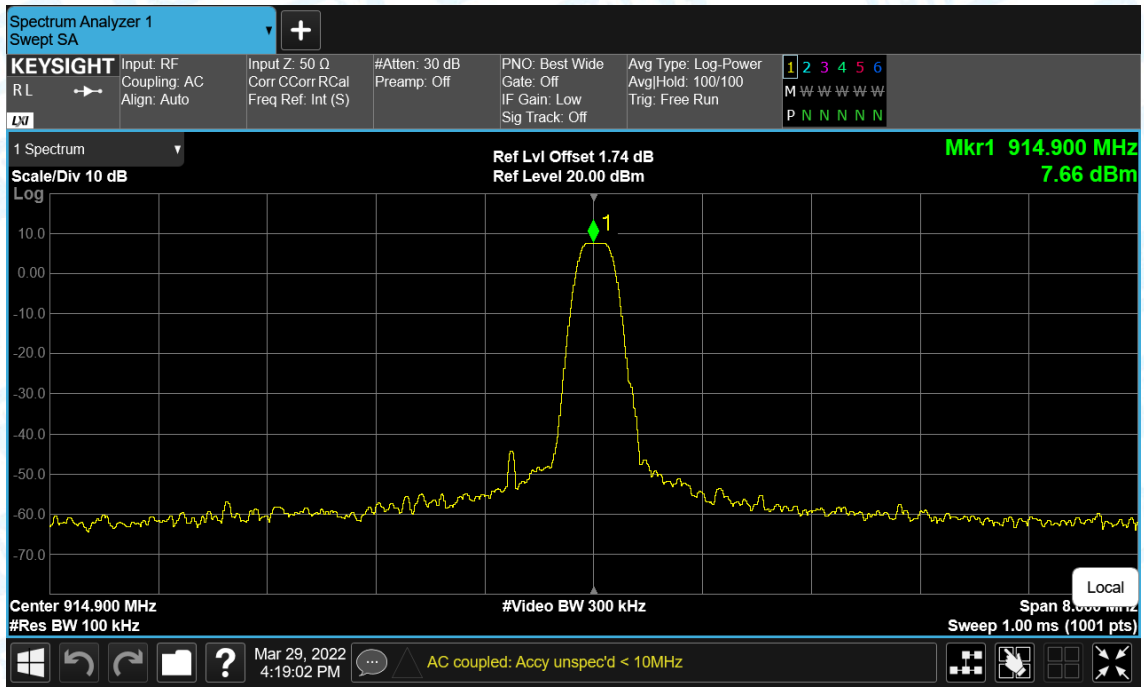 Spectrum Analyzer 1
Swept SA
KEYSIGHT
RL
LXI
Input: RF
Coupling: AC
Align: Auto
Input Z: 50 Ω
Corr CCorr RCal
Freq Ref: Int (S)
#Atten: 30 dB
Preamp: Off
PNO: Best Wide
Gate: Off
IF Gain: Low
Sig Track: Off
Avg Type: Log-Power
Avg|Hold: 100/100
Trig: Free Run
1 2 3 4 5 6
M W W W W W
P N N N N N
1 Spectrum
Scale/Div 10 dB
Log
Ref Lvl Offset 1.74 dB
Ref Level 20.00 dBm
Mkr1 914.900 MHz
7.66 dBm
1
10.0
0.00
-10.0
-20.0
-30.0
-40.0
-50.0
-60.0
-70.0
Local
Center 914.900 MHz
#Video BW 300 kHz
Span 8.000 MHz
#Res BW 100 kHz
Sweep 1.00 ms (1001 pts)
?
Mar 29, 2022
4:19:02 PM
AC coupled: Accy unspec'd < 10MHz